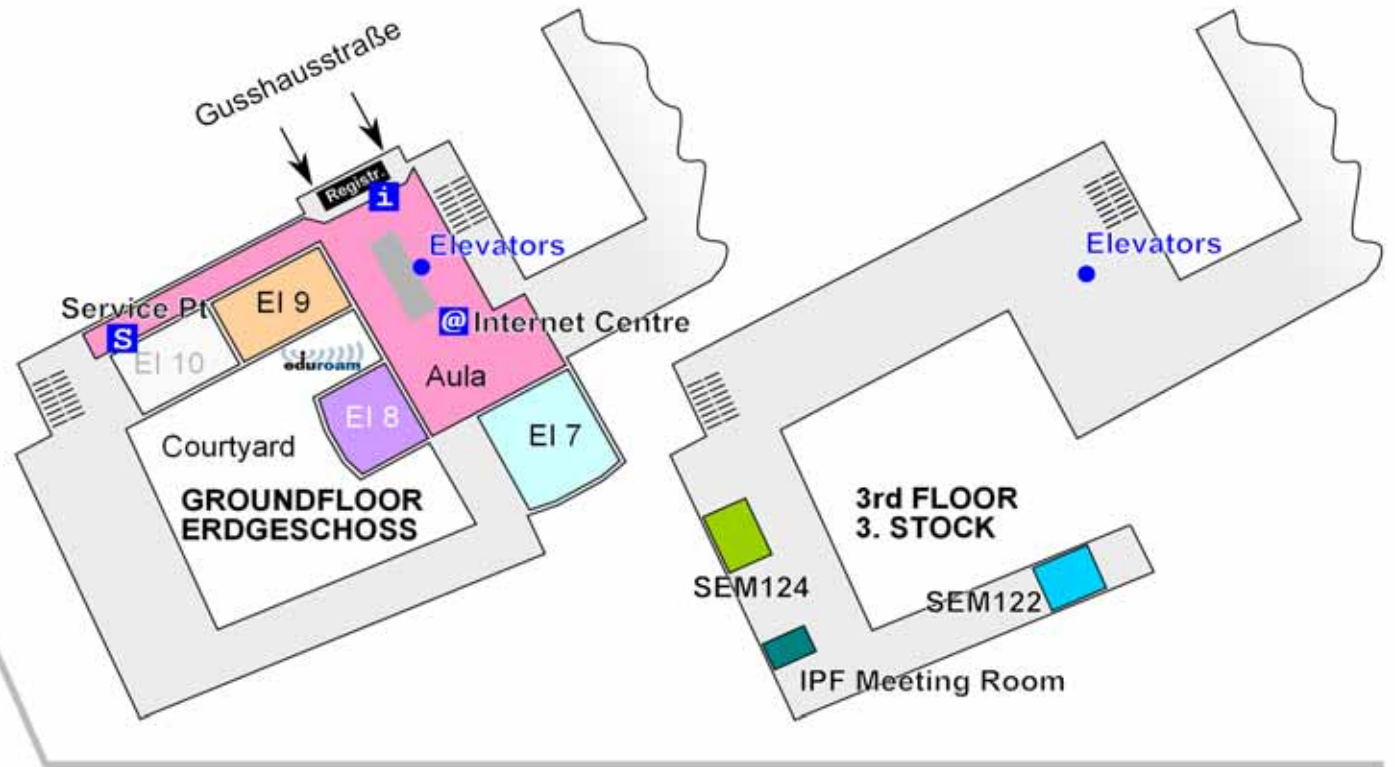 Gusshausstraße
Registr.
i
Elevators
Service Pt
S
EI 9
EI 10
@ Internet Centre
eduroam
Aula
EI 8
EI 7
Courtyard
GROUNDFLOOR
ERDGESCHOSS
Elevators
3rd FLOOR
3. STOCK
SEM124
SEM122
IPF Meeting Room